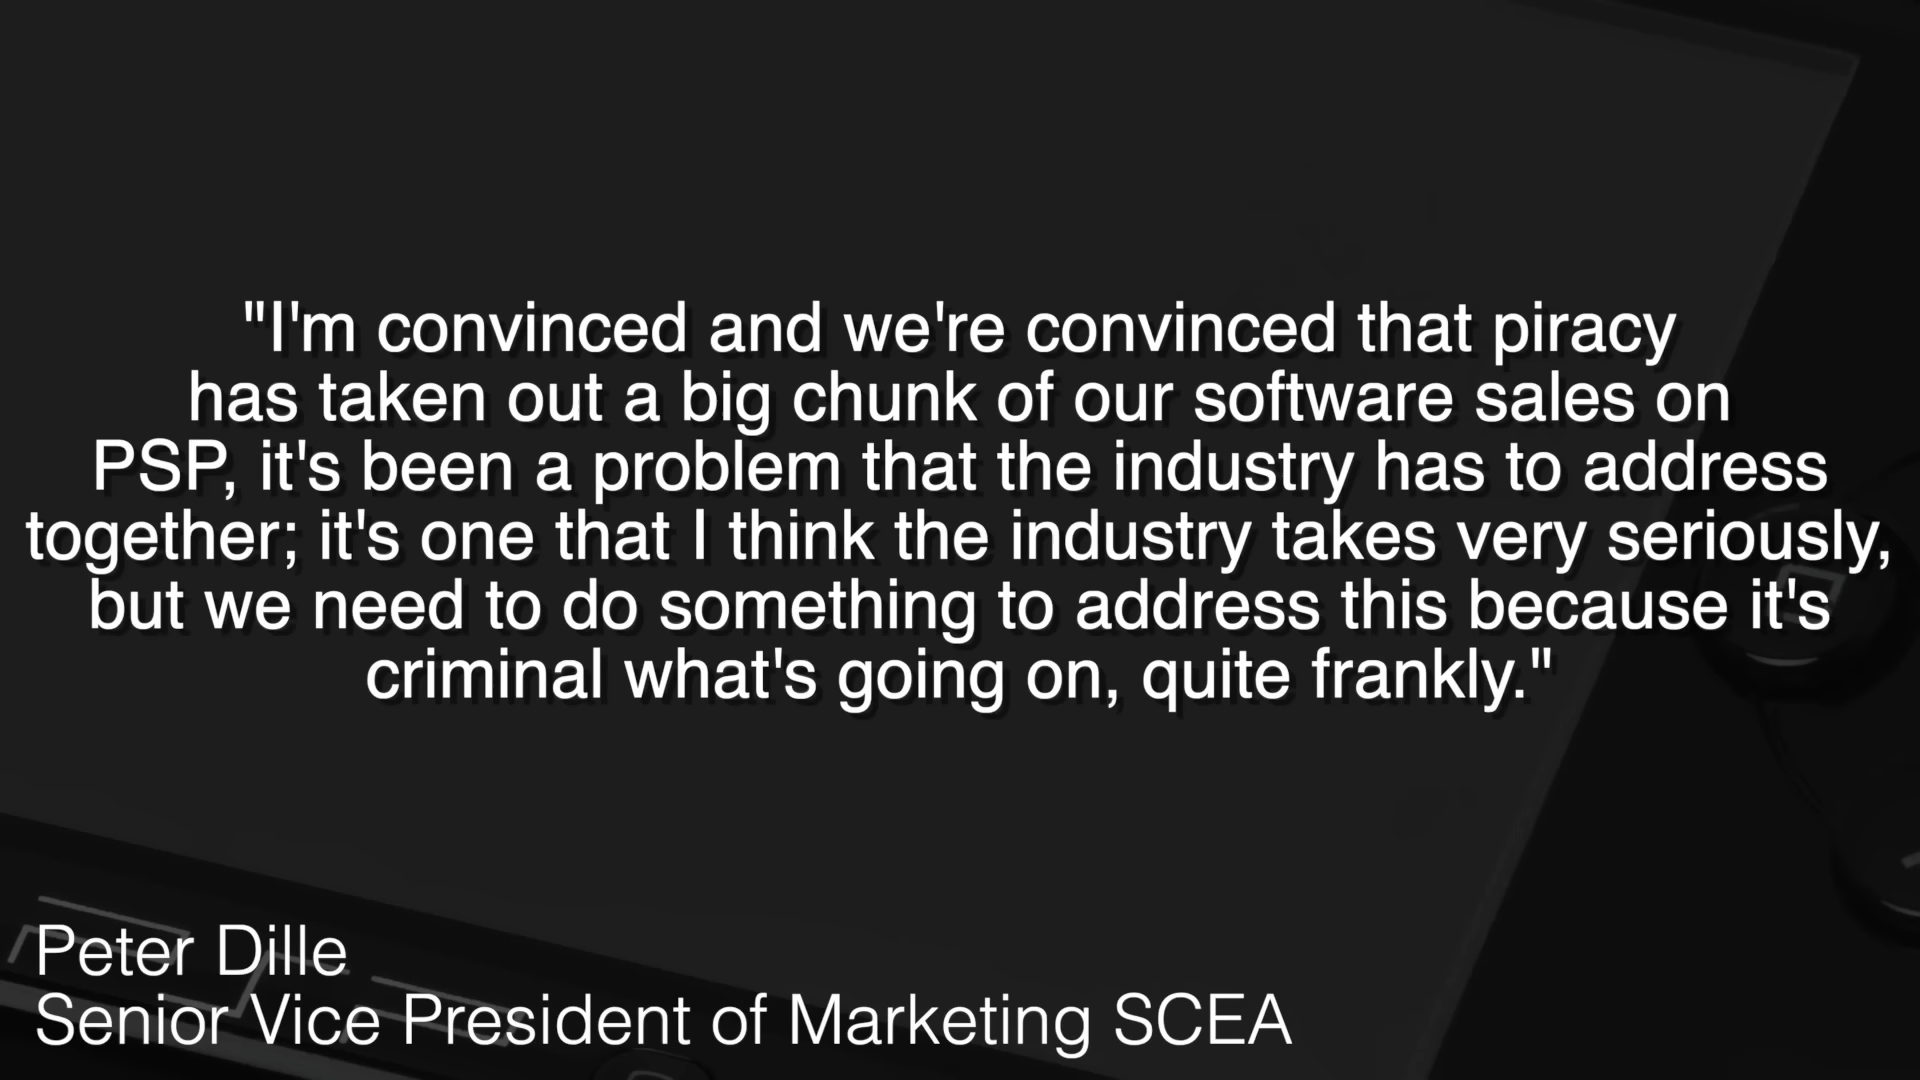 "I'm convinced and we're convinced that piracy
has taken out a big chunk of our software sales on
PSP, it's been a problem that the industry has to address
together; it's one that I think the industry takes very seriously,
but we need to do something to address this because it's
criminal what's going on, quite frankly."
Peter Dille
Senior Vice President of Marketing SCEA